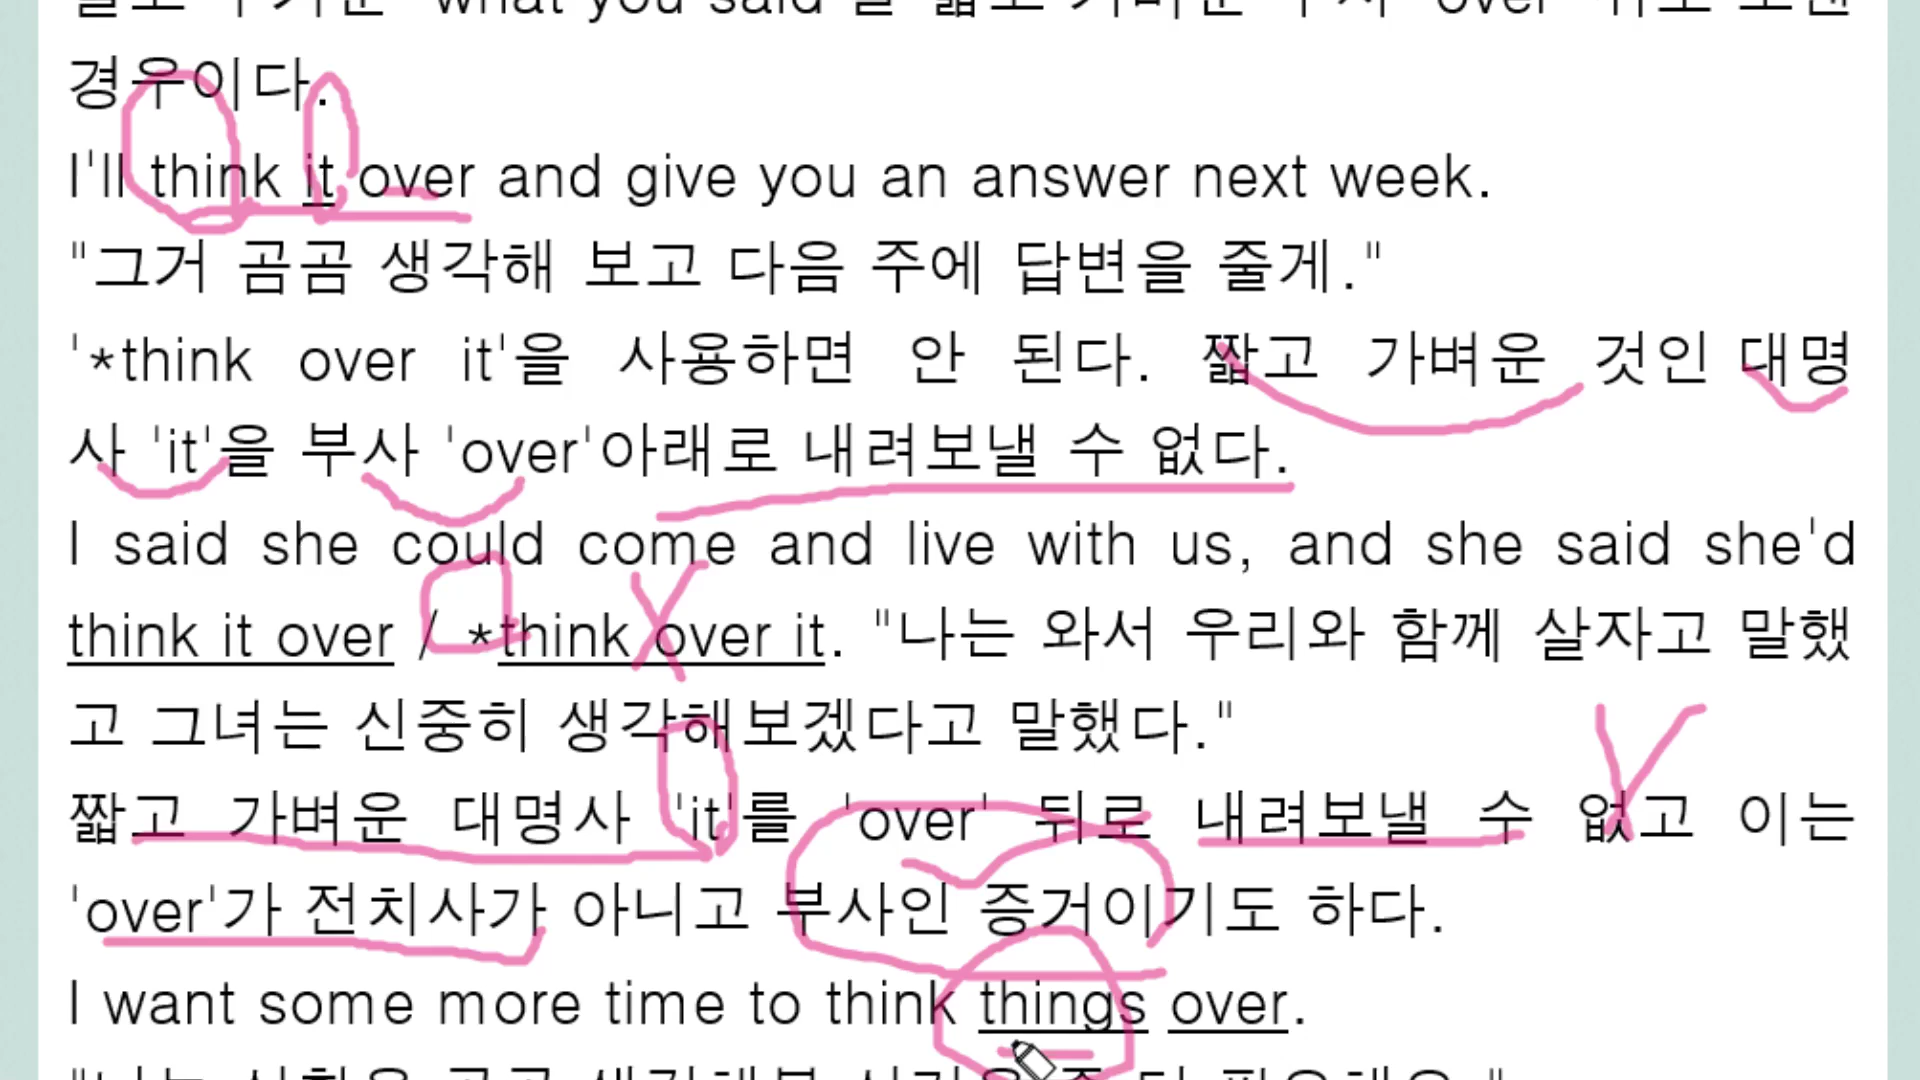 what you said
경우이다.
I'll think it over and give you an answer next week.
"그거 곰곰 생각해 보고 다음 주에 답변을 줄게."
'*think over it'을 사용하면 안 된다. 짧고 가벼운 것인 대명
사 'it'을 부사 'over'아래로 내려보낼 수 없다.
I said she could come and live with us, and she said she'd
think it over / *think over it. "나는 와서 우리와 함께 살자고 말했
고 그녀는 신중히 생각해보겠다고 말했다."
짧고 가벼운 대명사 'it'를 'over' 뒤로 내려보낼 수 없고 이는
'over'가 전치사가 아니고 부사인 증거이기도 하다.
I want some more time to think things over.